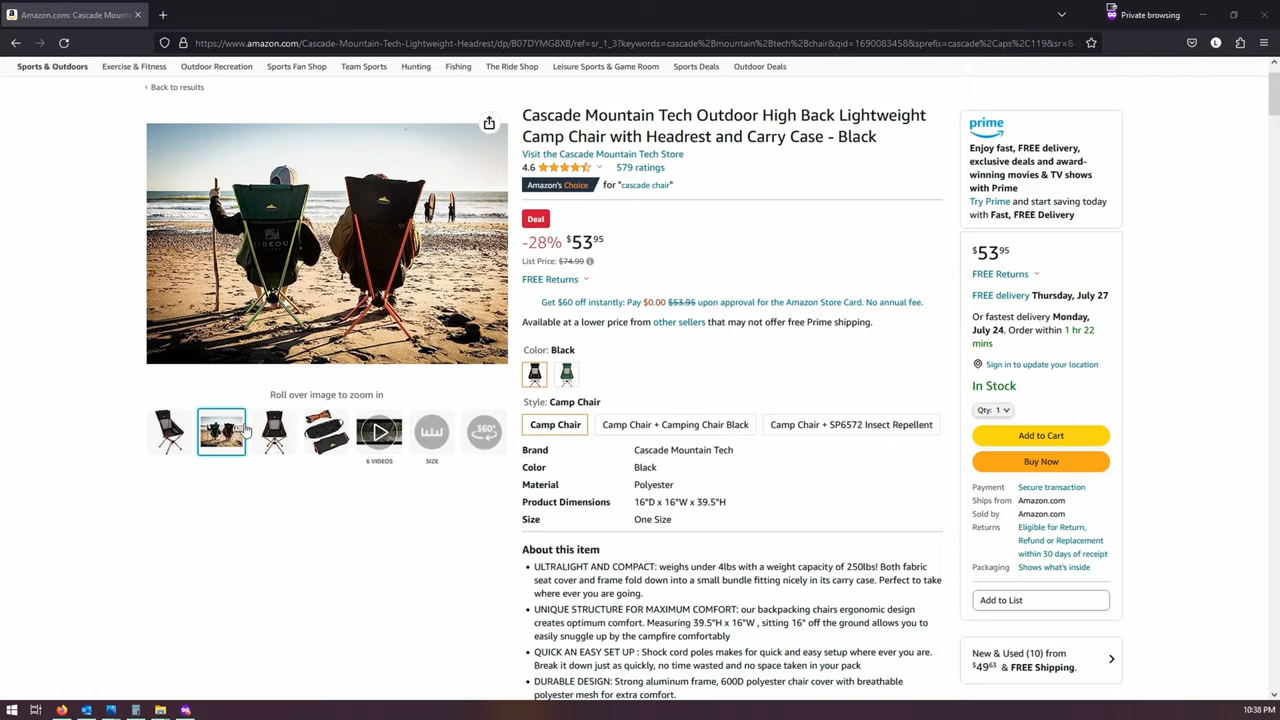 Amazon.com: Cascade Mount
Private browsing
https://www.amazon.com/Cascade-Mountain-Tech-Lightweight-Headrest/dp/B07DYMG8XB/ref=sr_1_3?keywords=cascade%2Bmountain%2Btech%2Bchair&qid=1690083458&sprefix=cascade%2Caps%2C119&sr=8-
Sports & Outdoors Exercise & Fitness Outdoor Recreation Sports Fan Shop Team Sports Hunting Fishing The Ride Shop Leisure Sports & Game Room Sports Deals Outdoor Deals
‹ Back to results
Cascade Mountain Tech Outdoor High Back Lightweight
Camp Chair with Headrest and Carry Case - Black
Visit the Cascade Mountain Tech Store
4.6 579 ratings
Amazon's Choice for "cascade chair"
Deal
-28% $53 95
List Price: $74.99
FREE Returns
Get $60 off instantly: Pay $0.00 $53.95 upon approval for the Amazon Store Card. No annual fee.
Available at a lower price from other sellers that may not offer free Prime shipping.
Color: Black
Style: Camp Chair
Camp Chair
Camp Chair + Camping Chair Black
Camp Chair + SP6572 Insect Repellent
Brand Cascade Mountain Tech
Color Black
Material Polyester
Product Dimensions 16"D x 16"W x 39.5"H
Size One Size
About this item
• ULTRALIGHT AND COMPACT: weighs under 4lbs with a weight capacity of 250lbs! Both fabric
seat cover and frame fold down into a small bundle fitting nicely in its carry case. Perfect to take
where ever you are going.
• UNIQUE STRUCTURE FOR MAXIMUM COMFORT: our backpacking chairs ergonomic design
creates optimum comfort. Measuring 39.5"H x 16"W , sitting 16" off the ground allows you to
easily snuggle up by the campfire comfortably
• QUICK AN EASY SET UP : Shock cord poles makes for quick and easy setup where ever you are.
Break it down just as quickly, no time wasted and no space taken in your pack
• DURABLE DESIGN: Strong aluminum frame, 600D polyester chair cover with breathable
polyester mesh for extra comfort.
Roll over image to zoom in
6 VIDEOS
SIZE
360°
prime
Enjoy fast, FREE delivery,
exclusive deals and award-
winning movies & TV shows
with Prime
Try Prime and start saving today
with Fast, FREE Delivery
$53 95
FREE Returns
FREE delivery Thursday, July 27
Or fastest delivery Monday,
July 24. Order within 1 hr 22
mins
Sign in to update your location
In Stock
Qty: 1
Add to Cart
Buy Now
Payment Secure transaction
Ships from Amazon.com
Sold by Amazon.com
Returns Eligible for Return,
Refund or Replacement
within 30 days of receipt
Packaging Shows what's inside
Add to List
New & Used (10) from
$49 63 & FREE Shipping.
10:38 PM